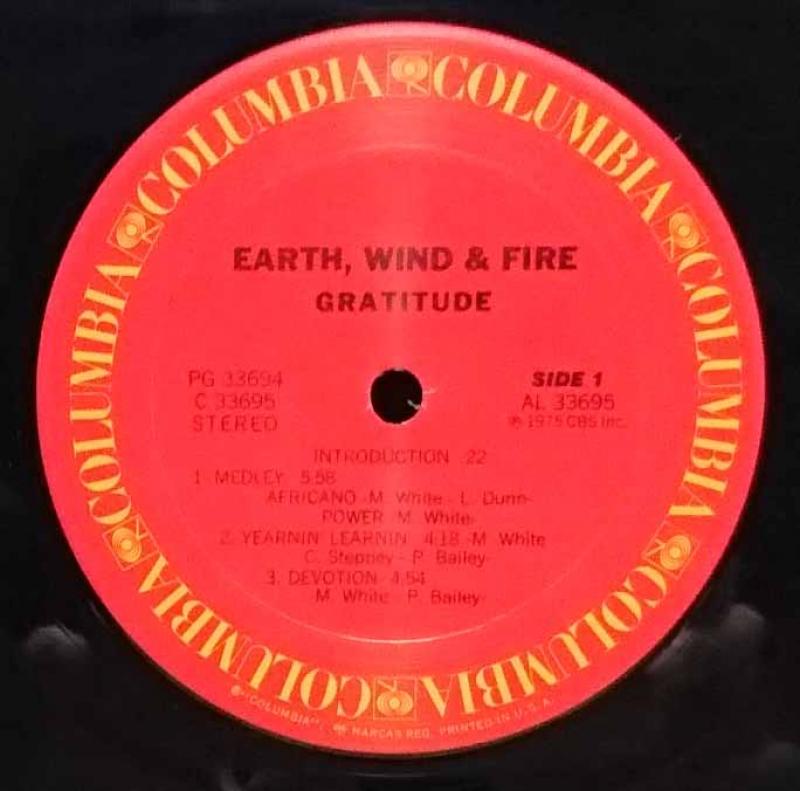 COLUMBIA COLUMBIA COLUMBIA COLUMBIA COLUMBIA COLUMBIA COLUMBIA
EARTH, WIND & FIRE
GRATITUDE
PG 33694
C 33695
STEREO
SIDE 1
AL 33695
℗ 1975 CBS Inc.
INTRODUCTION :22
1. MEDLEY 5:58
AFRICANO -M. White - L. Dunn-
POWER -M. White-
2. YEARNIN' LEARNIN' 4:18 -M. White
C. Stepney - P. Bailey-
3. DEVOTION 4:54
-M. White - P. Bailey-
®"COLUMBIA", MARCAS REG. PRINTED IN U.S.A.